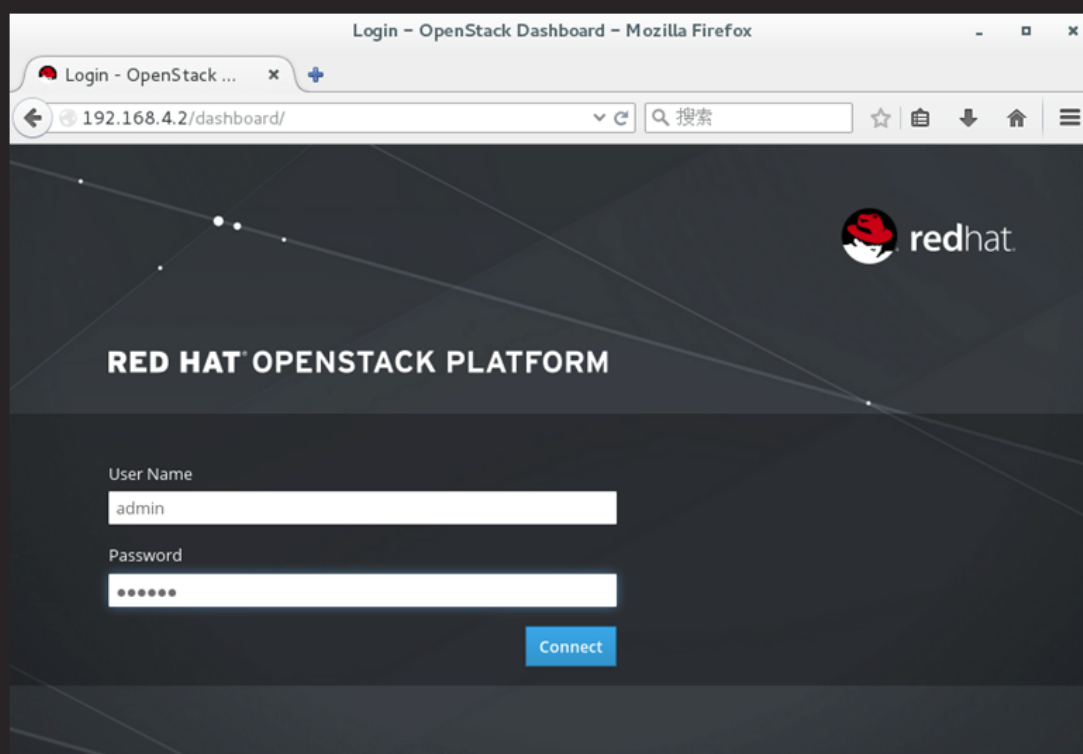 Login – OpenStack Dashboard – Mozilla Firefox
Login - OpenStack ...
192.168.4.2/dashboard/
搜索
redhat.
RED HAT® OPENSTACK PLATFORM
User Name
admin
Password
••••••
Connect